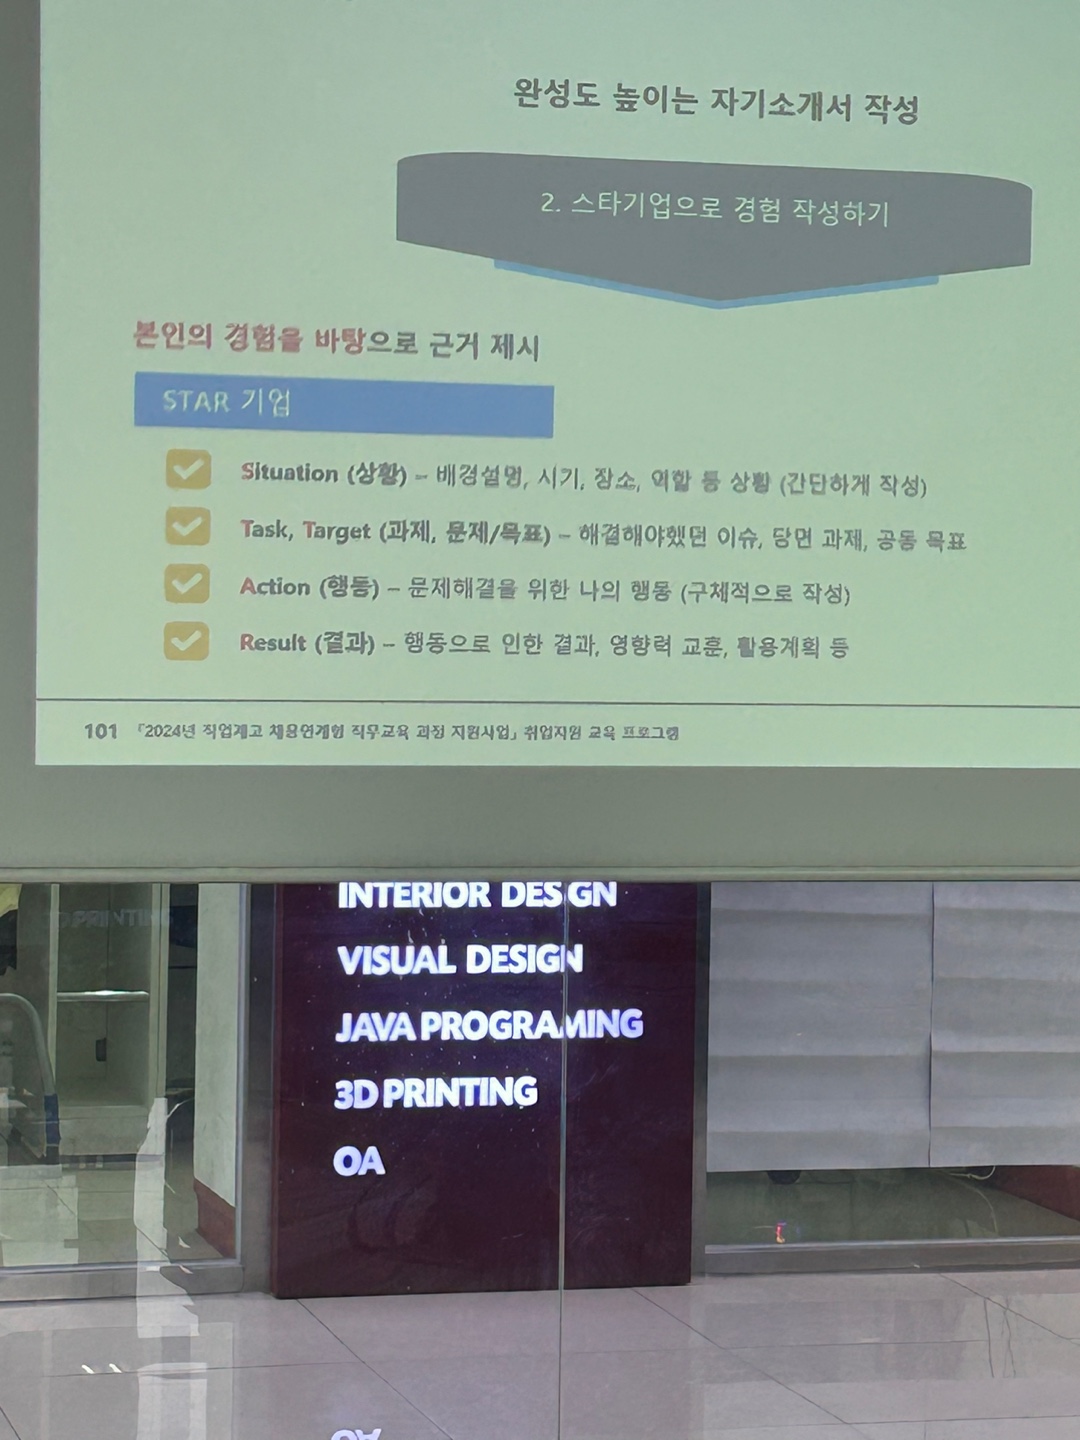 완성도 높이는 자기소개서 작성
2. 스타기업으로 경험 작성하기
본인의 경험을 바탕으로 근거 제시
STAR 기업
Situation (상황) – 배경설명, 시기, 장소, 역할 등 상황 (간단하게 작성)
Task, Target (과제, 문제/목표) – 해결해야했던 이슈, 당면 과제, 공동 목표
Action (행동) – 문제해결을 위한 나의 행동 (구체적으로 작성)
Result (결과) – 행동으로 인한 결과, 영향력 교훈, 활용계획 등
101 「2024년 직업계고 채용연계형 직무교육 과정 지원사업」 취업지원 교육 프로그램
INTERIOR DESIGN
3D PRINTING
VISUAL DESIGN
JAVA PROGRAMING
3D PRINTING
OA
OA